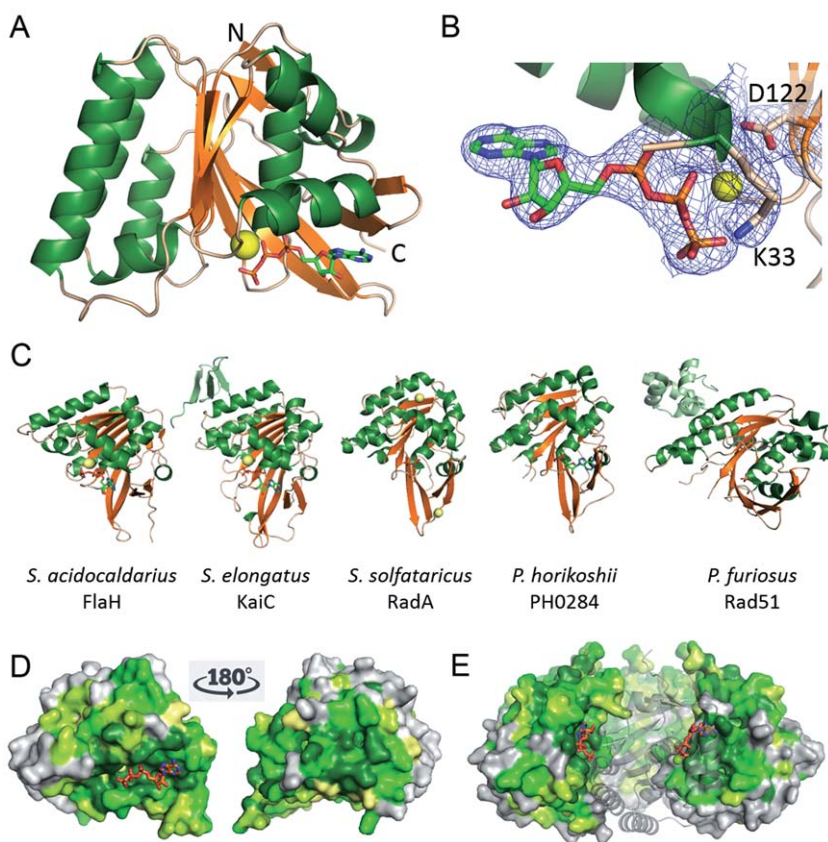 A
N
C
B
D122
K33
C
S. acidocaldarius
FlaH
S. elongatus
KaiC
S. solfataricus
RadA
P. horikoshii
PH0284
P. furiosus
Rad51
D
180°
E